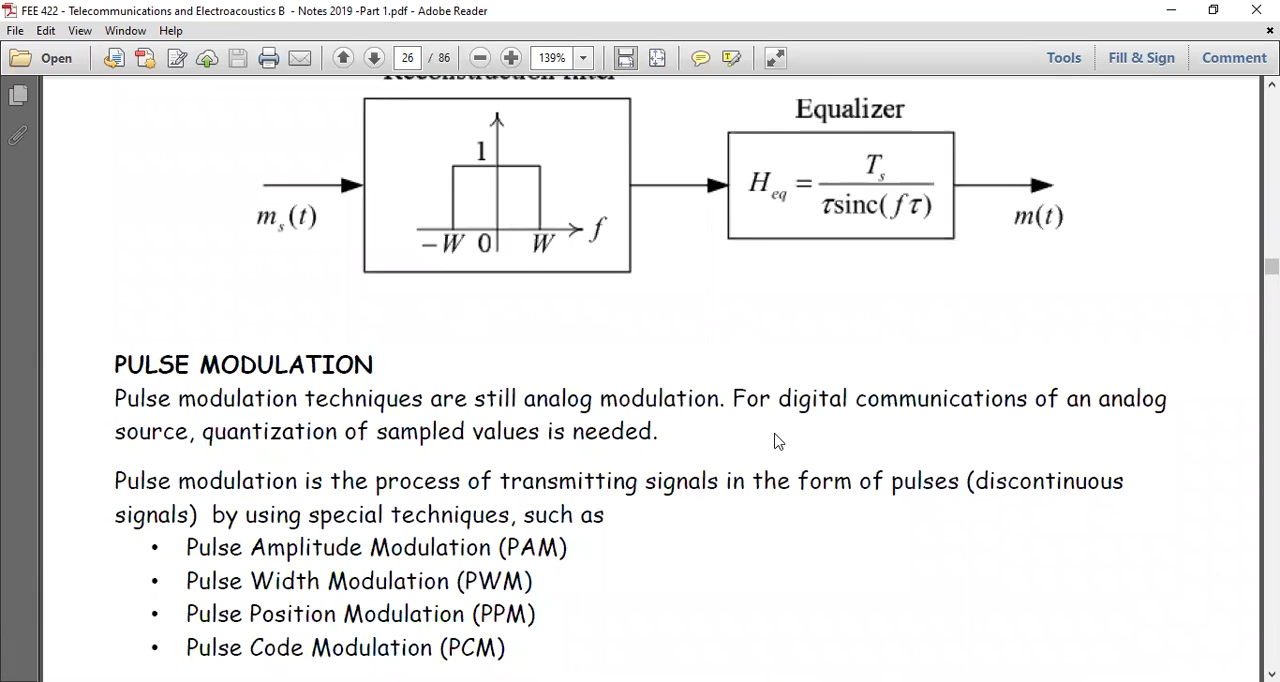 FEE 422 - Telecommunications and Electroacoustics B - Notes 2019 -Part 1.pdf - Adobe Reader
File Edit View Window Help
Open 26 / 86 139% Tools Fill & Sign Comment
Reconstruction filter
Equalizer
1
H_eq = T_s / τsinc(fτ)
m_s(t)
m(t)
−W 0 W f
PULSE MODULATION
Pulse modulation techniques are still analog modulation. For digital communications of an analog
source, quantization of sampled values is needed.
Pulse modulation is the process of transmitting signals in the form of pulses (discontinuous
signals) by using special techniques, such as
• Pulse Amplitude Modulation (PAM)
• Pulse Width Modulation (PWM)
• Pulse Position Modulation (PPM)
• Pulse Code Modulation (PCM)